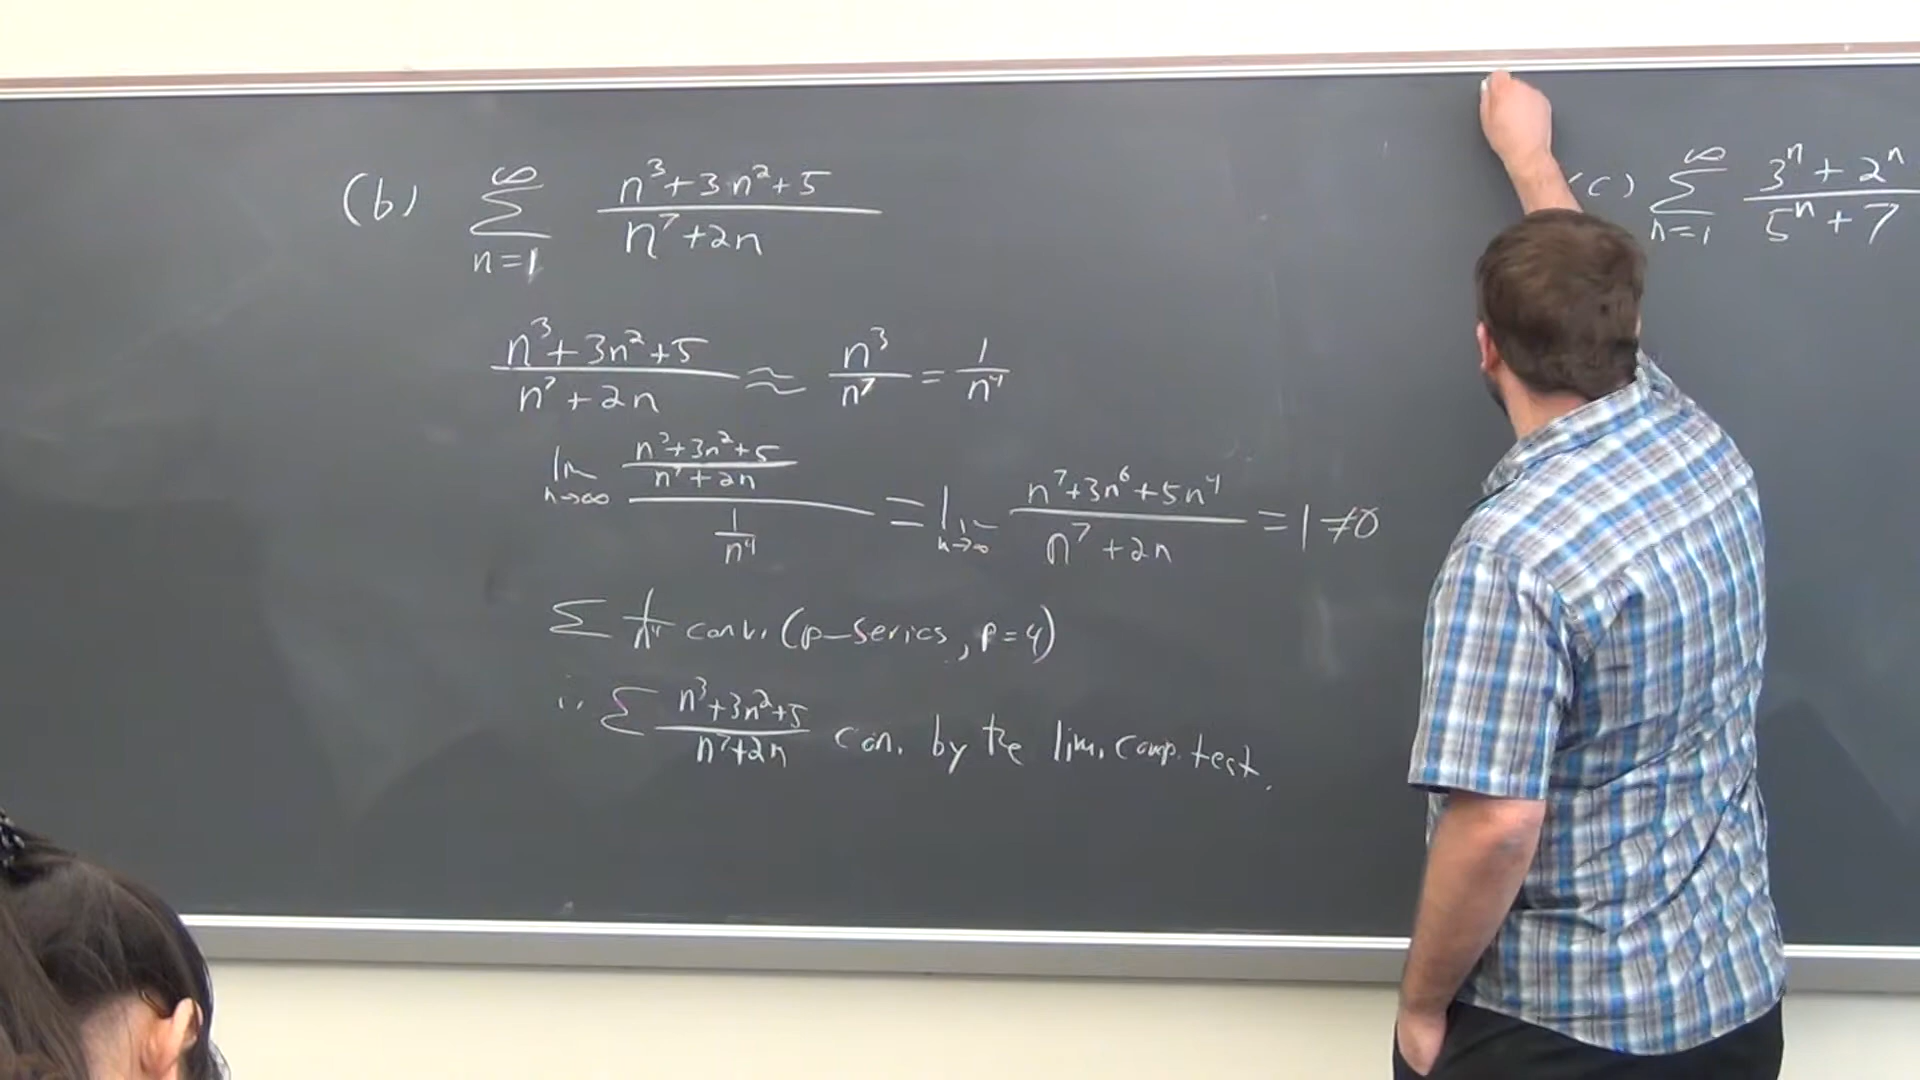 (b) ∑_{n=1}^{∞} (n³+3n²+5)/(n⁷+2n)
(n³+3n²+5)/(n⁷+2n) ≈ n³/n⁷ = 1/n⁴
lim_{n→∞} ((n³+3n²+5)/(n⁷+2n))/(1/n⁴) = lim_{n→∞} (n⁷+3n⁶+5n⁴)/(n⁷+2n) = 1 ≠ 0
∑ 1/n⁴ conv. (p-series, p=4)
∴ ∑ (n³+3n²+5)/(n⁷+2n) con. by the lim. comp. test.
(c) ∑_{n=1}^{∞} (3ⁿ+2ⁿ)/(5ⁿ+7)